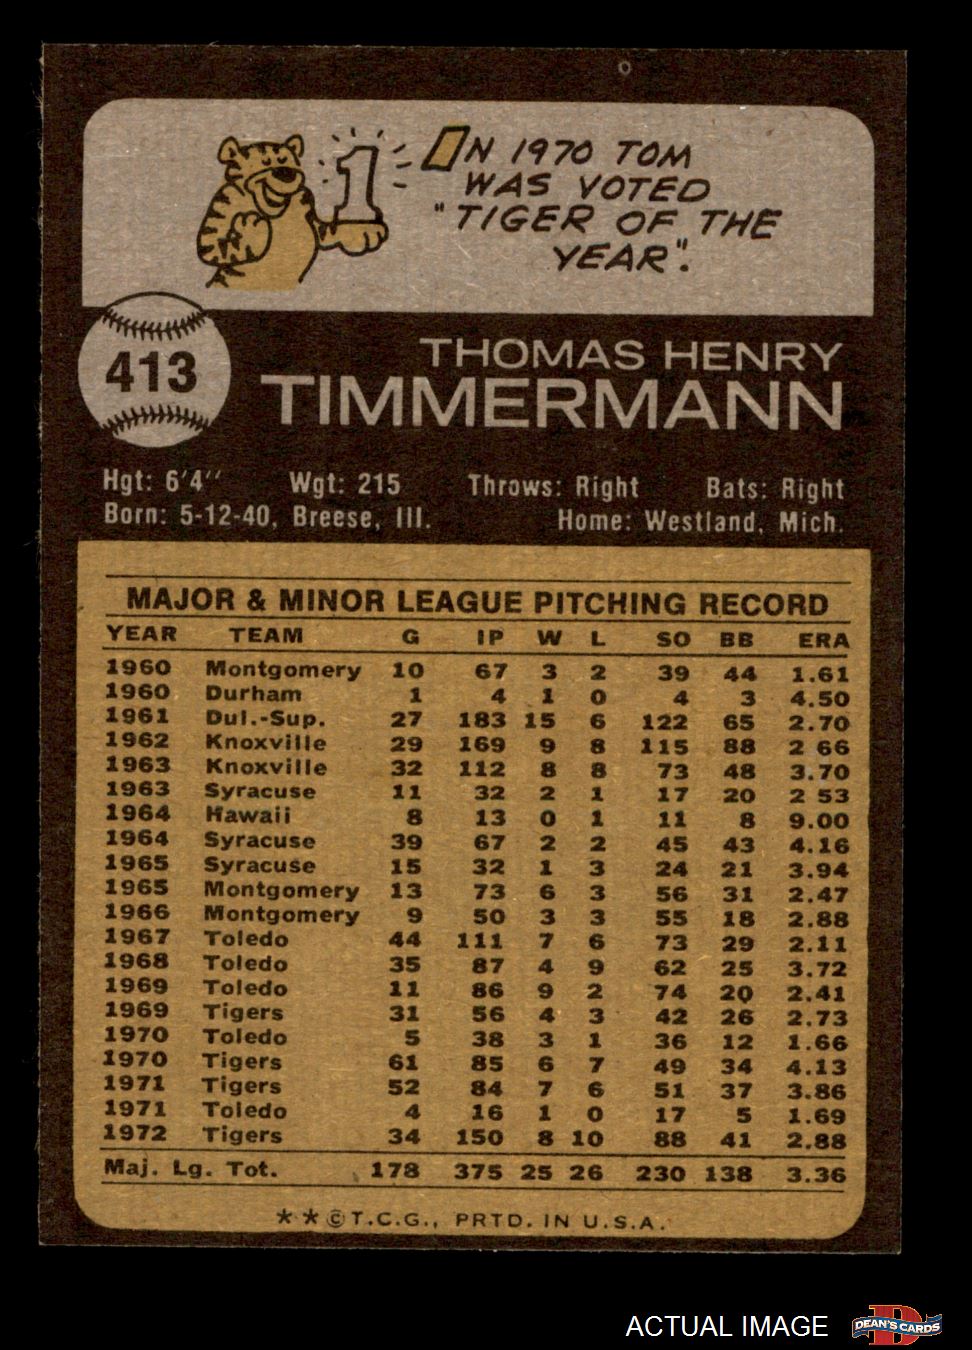 1
IN 1970 TOM
WAS VOTED
"TIGER OF THE
YEAR".
413
THOMAS HENRY
TIMMERMANN
Hgt: 6'4'' Wgt: 215 Throws: Right Bats: Right
Born: 5-12-40, Breese, Ill. Home: Westland, Mich.
MAJOR & MINOR LEAGUE PITCHING RECORD
YEAR TEAM G IP W L SO BB ERA
1960 Montgomery 10 67 3 2 39 44 1.61
1960 Durham 1 4 1 0 4 3 4.50
1961 Dul.-Sup. 27 183 15 6 122 65 2.70
1962 Knoxville 29 169 9 8 115 88 2 66
1963 Knoxville 32 112 8 8 73 48 3.70
1963 Syracuse 11 32 2 1 17 20 2 53
1964 Hawaii 8 13 0 1 11 8 9.00
1964 Syracuse 39 67 2 2 45 43 4.16
1965 Syracuse 15 32 1 3 24 21 3.94
1965 Montgomery 13 73 6 3 56 31 2.47
1966 Montgomery 9 50 3 3 55 18 2.88
1967 Toledo 44 111 7 6 73 29 2.11
1968 Toledo 35 87 4 9 62 25 3.72
1969 Toledo 11 86 9 2 74 20 2.41
1969 Tigers 31 56 4 3 42 26 2.73
1970 Toledo 5 38 3 1 36 12 1.66
1970 Tigers 61 85 6 7 49 34 4.13
1971 Tigers 52 84 7 6 51 37 3.86
1971 Toledo 4 16 1 0 17 5 1.69
1972 Tigers 34 150 8 10 88 41 2.88
Maj. Lg. Tot. 178 375 25 26 230 138 3.36
**©T.C.G., PRTD. IN U.S.A.
ACTUAL IMAGE
D
DEAN'S CARDS